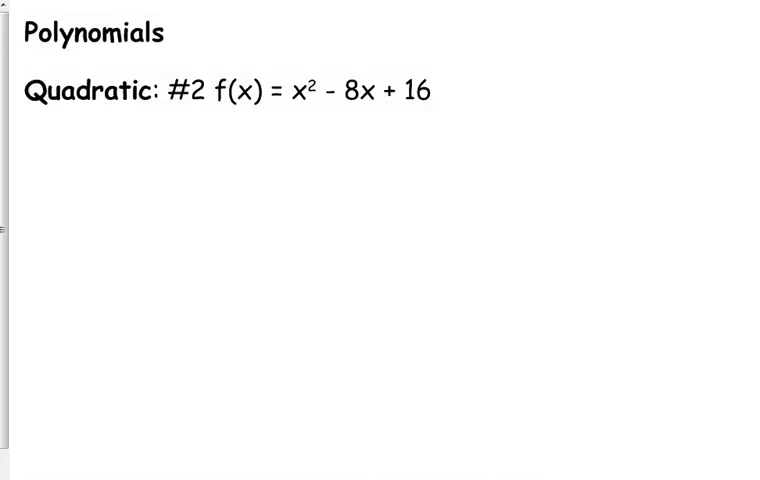 Polynomials
Quadratic: #2 f(x) = x² - 8x + 16